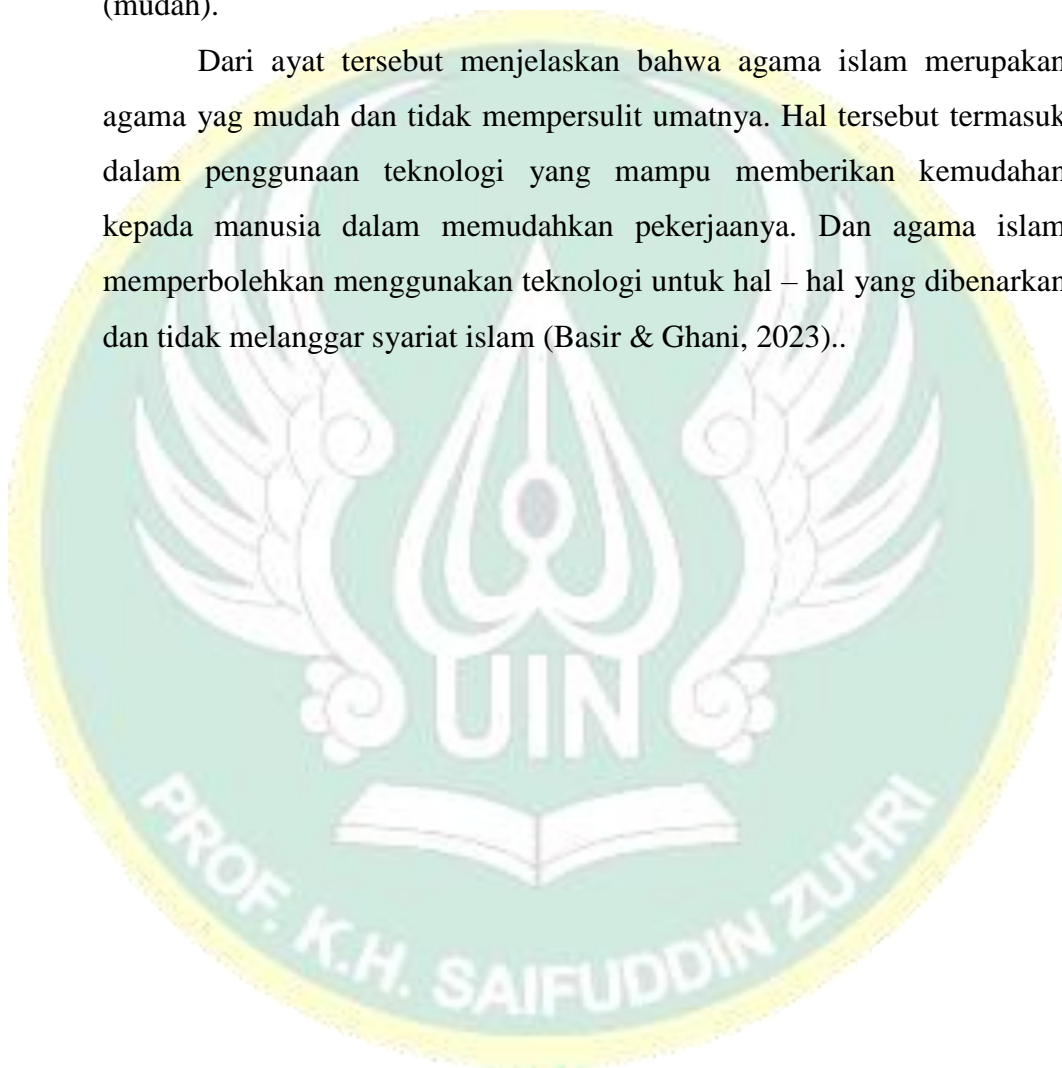 (mudah).
Dari ayat tersebut menjelaskan bahwa agama islam merupakan
agama yag mudah dan tidak mempersulit umatnya. Hal tersebut termasuk
dalam penggunaan teknologi yang mampu memberikan kemudahan
kepada manusia dalam memudahkan pekerjaanya. Dan agama islam
memperbolehkan menggunakan teknologi untuk hal – hal yang dibenarkan
dan tidak melanggar syariat islam (Basir & Ghani, 2023)..
UIN
PROF. K.H. SAIFUDDIN ZUHRI